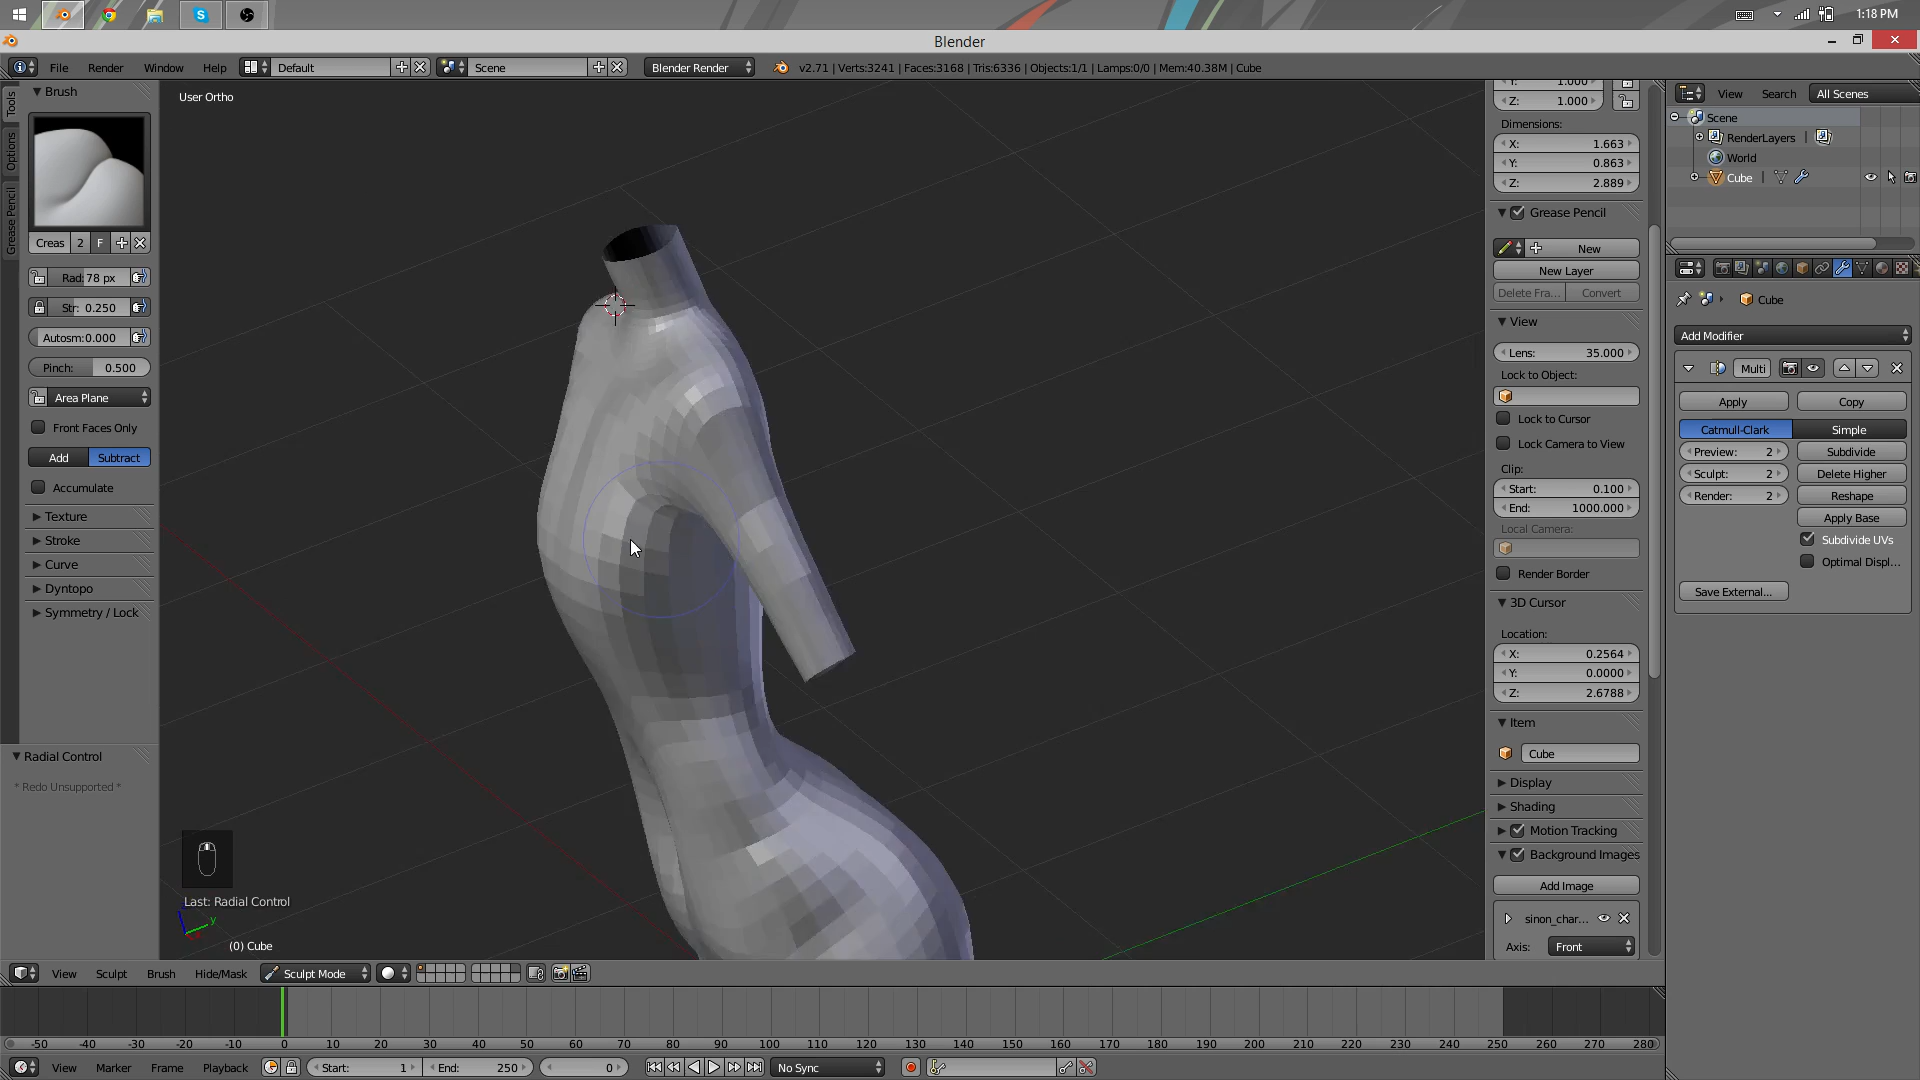 1:18 PM
Blender
File Render Window Help Default Scene Blender Render v2.71 | Verts:3241 | Faces:3168 | Tris:6336 | Objects:1/1 | Lamps:0/0 | Mem:40.38M | Cube
Tools
Options
Grease Pencil
Brush
Creas 2 F
Rad: 78 px
Str: 0.250
Autosm:0.000
Pinch: 0.500
Area Plane
Front Faces Only
Add Subtract
Accumulate
Texture
Stroke
Curve
Dyntopo
Symmetry / Lock
Radial Control
* Redo Unsupported *
User Ortho
Last: Radial Control
y
(0) Cube
Z: 1.000
Dimensions:
X: 1.663
Y: 0.863
Z: 2.889
Grease Pencil
New
New Layer
Delete Fra... Convert
View
Lens: 35.000
Lock to Object:
Lock to Cursor
Lock Camera to View
Clip:
Start: 0.100
End: 1000.000
Local Camera:
Render Border
3D Cursor
Location:
X: 0.2564
Y: 0.0000
Z: 2.6788
Item
Cube
Display
Shading
Motion Tracking
Background Images
Add Image
sinon_char...
Axis: Front
View Search All Scenes
Scene
RenderLayers |
World
Cube |
Cube
Add Modifier
Multi
Apply Copy
Catmull-Clark Simple
Preview: 2 Subdivide
Sculpt: 2 Delete Higher
Render: 2 Reshape
Apply Base
Subdivide UVs
Optimal Displ...
Save External...
View Sculpt Brush Hide/Mask Sculpt Mode
-50 -40 -30 -20 -10 0 10 20 30 40 50 60 70 80 90 100 110 120 130 140 150 160 170 180 190 200 210 220 230 240 250 260 270 280
View Marker Frame Playback Start: 1 End: 250 0 No Sync